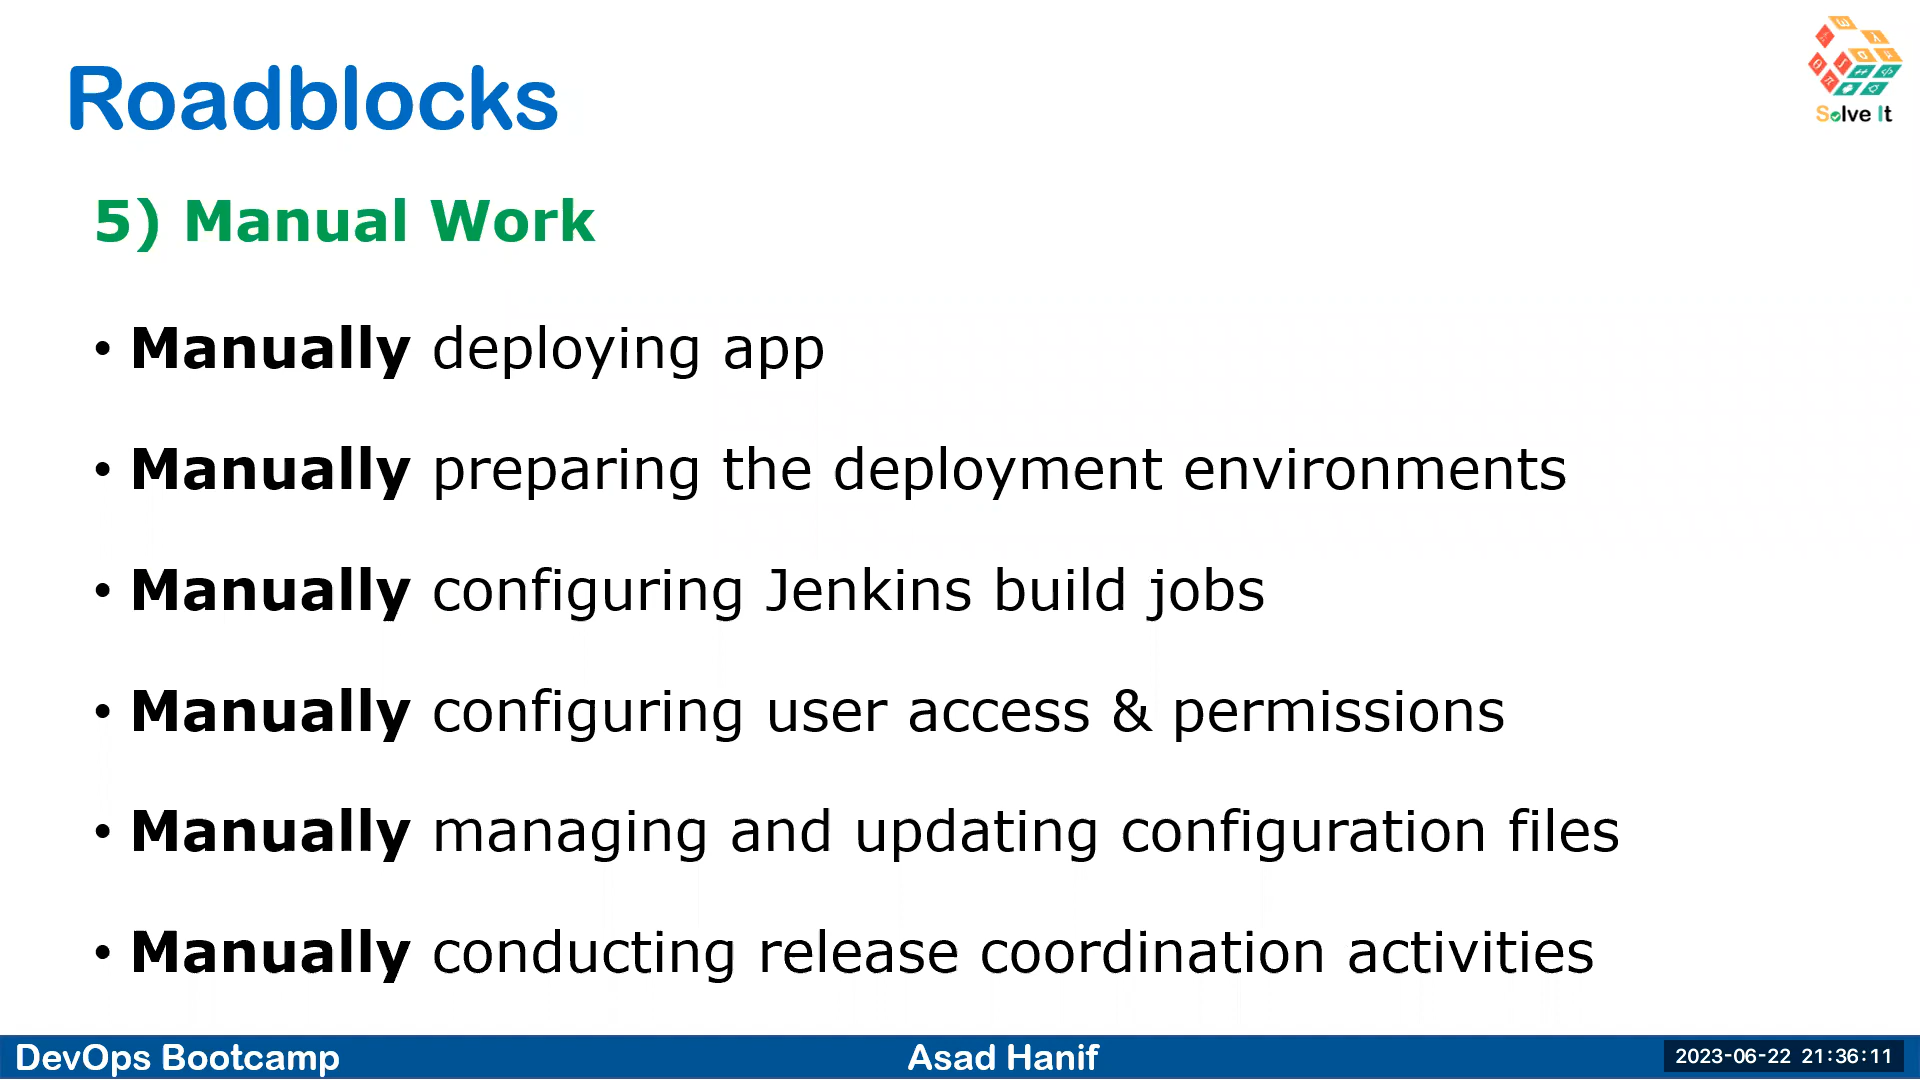 Roadblocks
Solve It
5) Manual Work
• Manually deploying app
• Manually preparing the deployment environments
• Manually configuring Jenkins build jobs
• Manually configuring user access & permissions
• Manually managing and updating configuration files
• Manually conducting release coordination activities
DevOps Bootcamp
Asad Hanif
2023-06-22 21:36:11